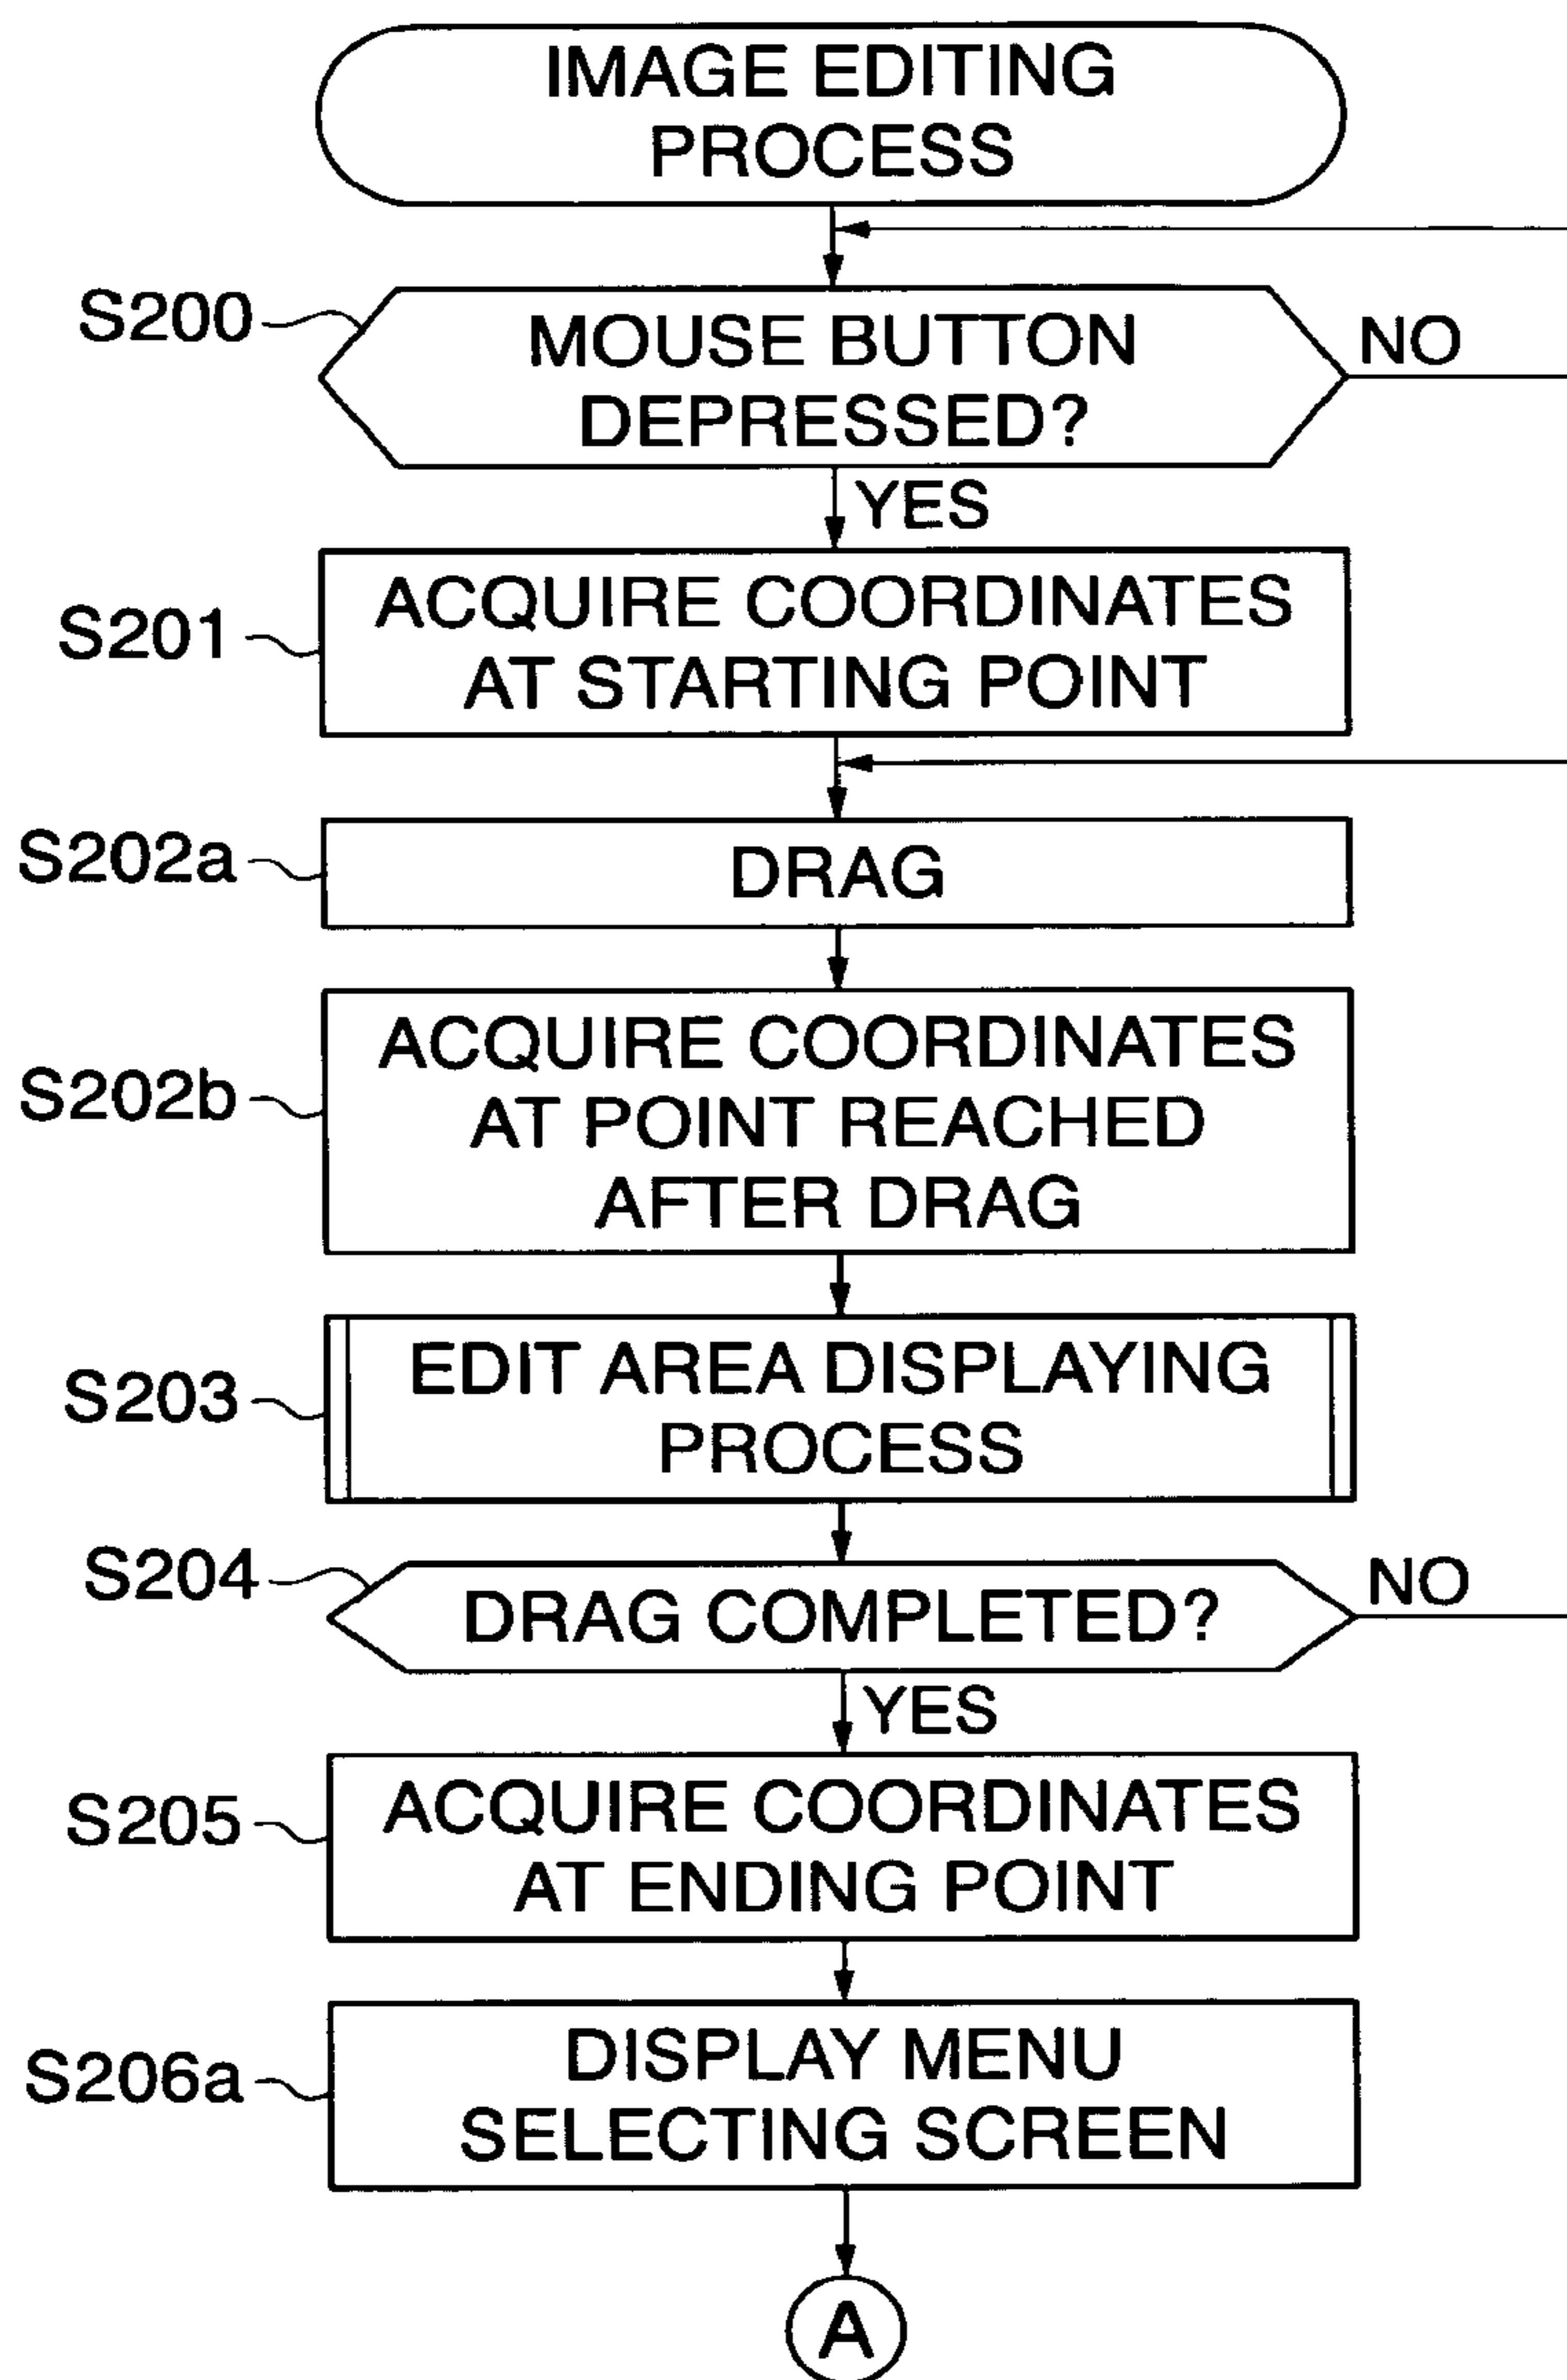 IMAGE EDITING
PROCESS
S200
MOUSE BUTTON
DEPRESSED?
NO
YES
S201
ACQUIRE COORDINATES
AT STARTING POINT
S202a
DRAG
S202b
ACQUIRE COORDINATES
AT POINT REACHED
AFTER DRAG
S203
EDIT AREA DISPLAYING
PROCESS
S204
DRAG COMPLETED?
NO
YES
S205
ACQUIRE COORDINATES
AT ENDING POINT
S206a
DISPLAY MENU
SELECTING SCREEN
A